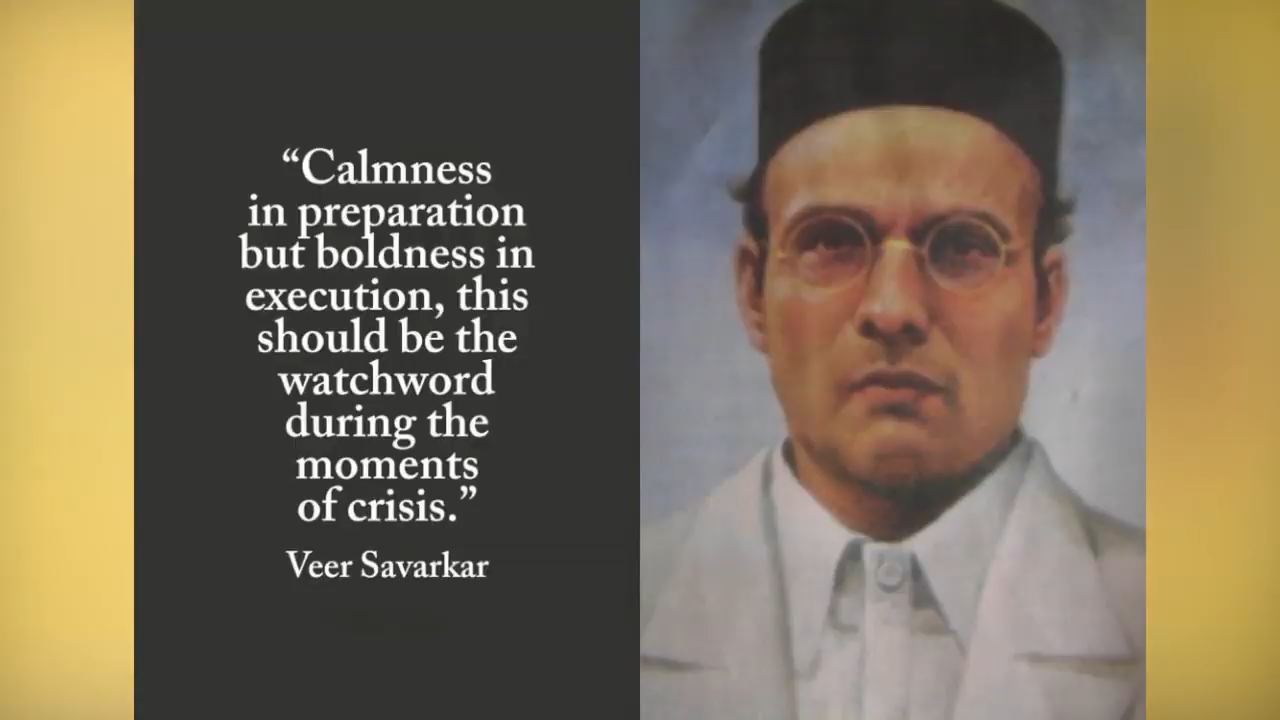 “Calmness
in preparation
but boldness in
execution, this
should be the
watchword
during the
moments
of crisis.”
Veer Savarkar